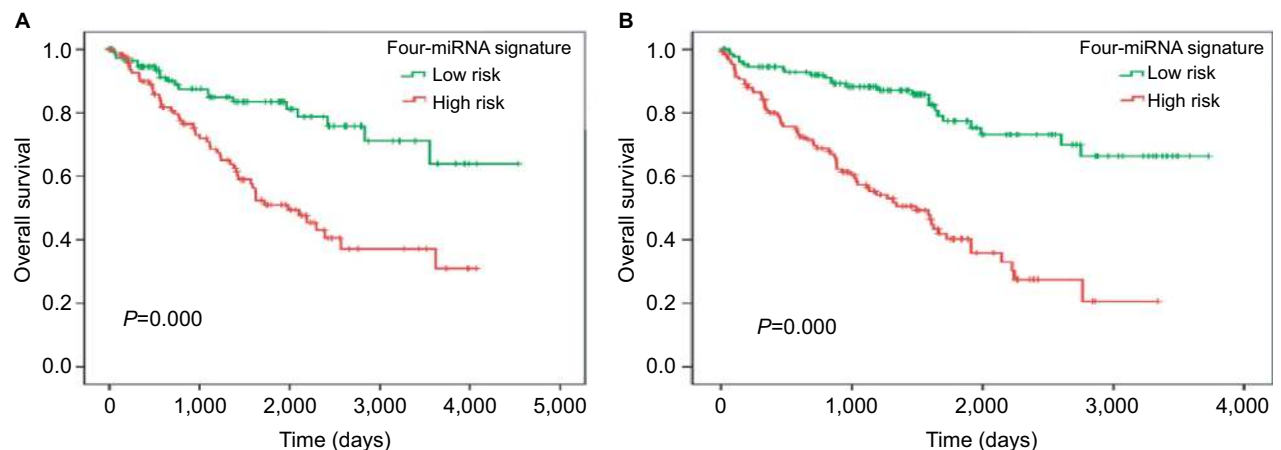 A
Four-miRNA signature
Low risk
High risk
1.0
0.8
0.6
0.4
0.2
0.0
Overall survival
P=0.000
0 1,000 2,000 3,000 4,000 5,000
Time (days)
B
Four-miRNA signature
Low risk
High risk
1.0
0.8
0.6
0.4
0.2
0.0
Overall survival
P=0.000
0 1,000 2,000 3,000 4,000
Time (days)